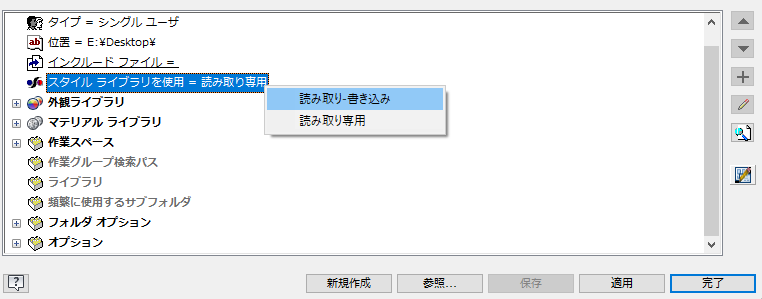 タイプ = シングル ユーザ
位置 = E:¥Desktop¥
インクルード ファイル =
スタイル ライブラリを使用 = 読み取り専用
読み取り-書き込み
外観ライブラリ
読み取り専用
マテリアル ライブラリ
作業スペース
作業グループ検索パス
ライブラリ
頻繁に使用するサブフォルダ
フォルダ オプション
オプション
新規作成
参照...
保存
適用
完了